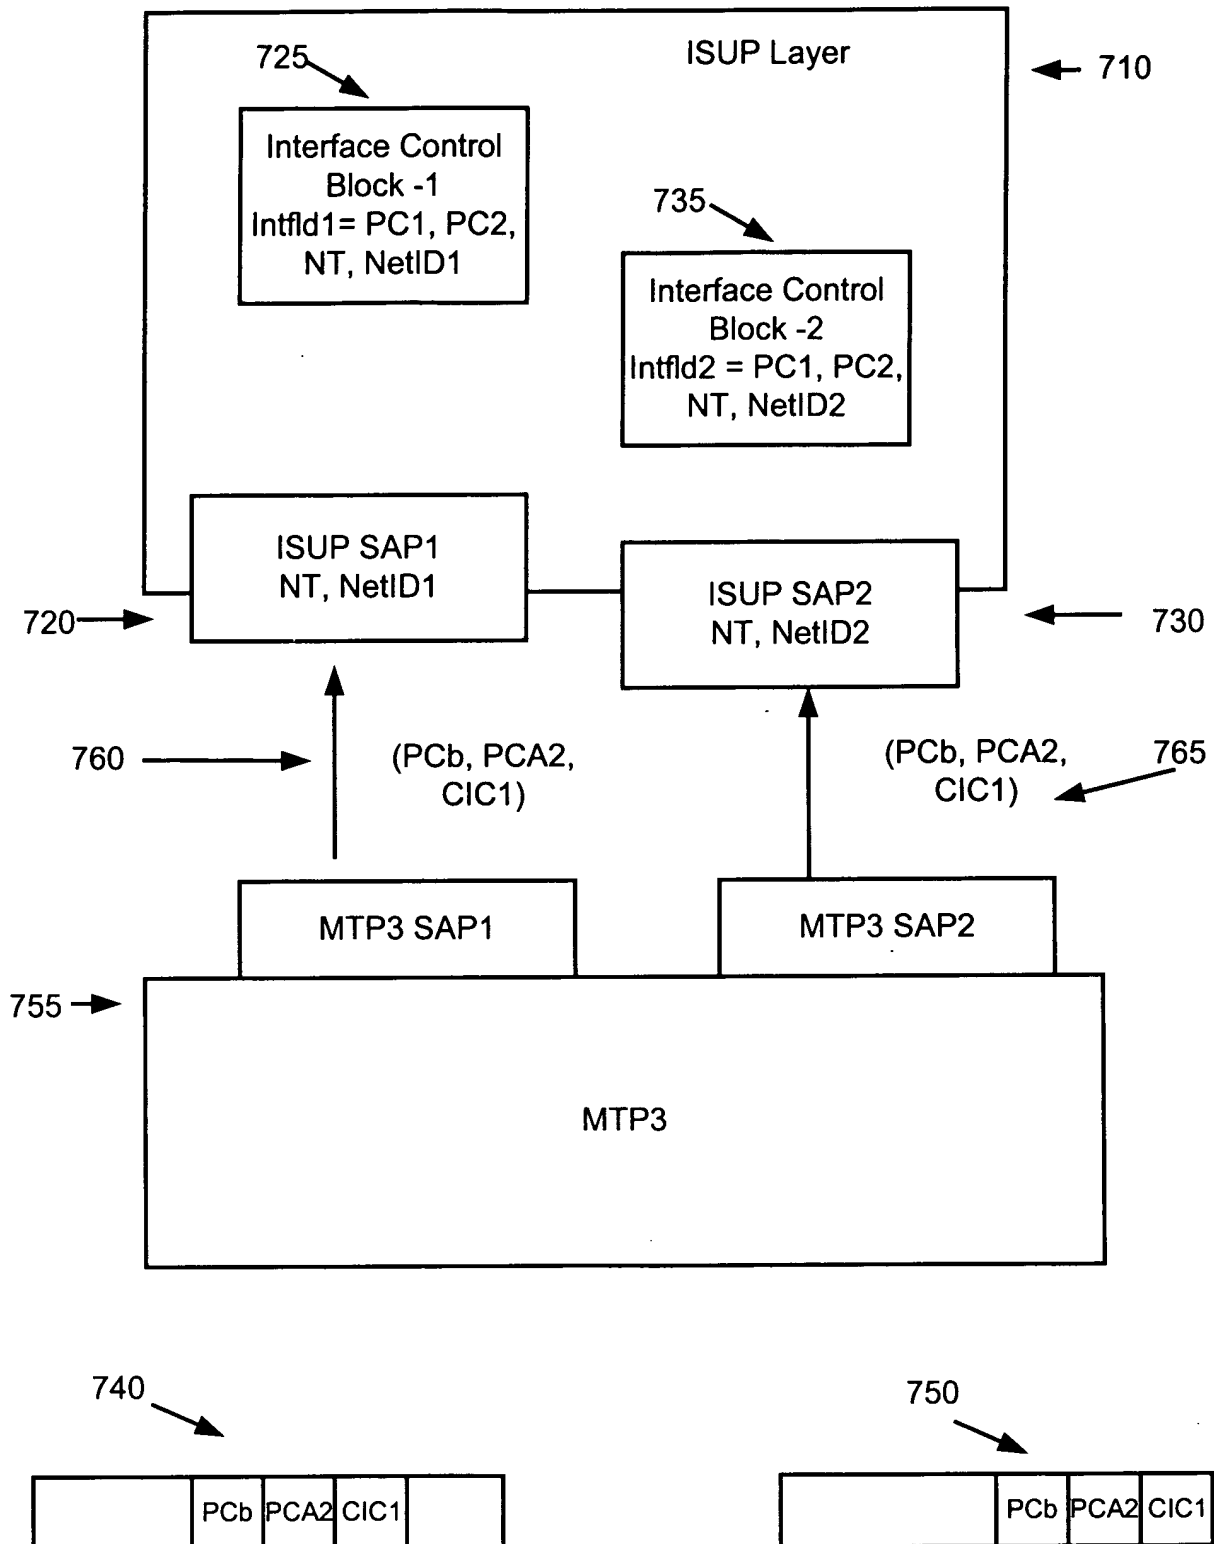 ISUP Layer
710
725
Interface Control
Block -1
Intfld1= PC1, PC2,
NT, NetID1
735
Interface Control
Block -2
Intfld2 = PC1, PC2,
NT, NetID2
ISUP SAP1
NT, NetID1
ISUP SAP2
NT, NetID2
720
730
760
(PCb, PCA2,
CIC1)
(PCb, PCA2,
CIC1)
765
MTP3 SAP1
MTP3 SAP2
755
MTP3
740
750
PCb PCA2 CIC1
PCb PCA2 CIC1